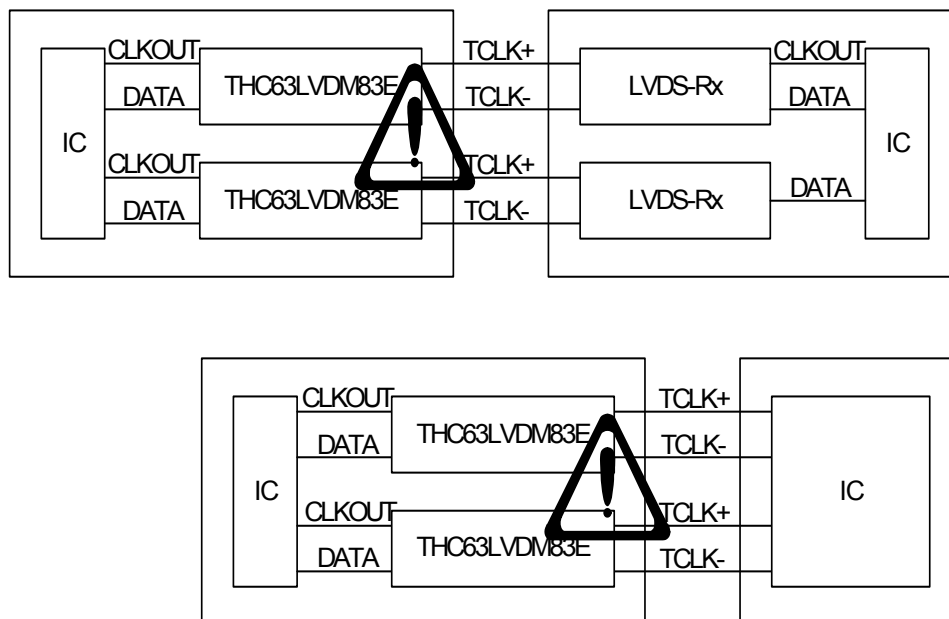 CLKOUT TCLK+ CLKOUT
THC63LVDM83E LVDS-Rx
DATA TCLK- DATA
IC IC
CLKOUT TCLK+
THC63LVDM83E LVDS-Rx DATA
DATA TCLK-
CLKOUT TCLK+
THC63LVDM83E
DATA TCLK-
IC IC
CLKOUT TCLK+
THC63LVDM83E
DATA TCLK-